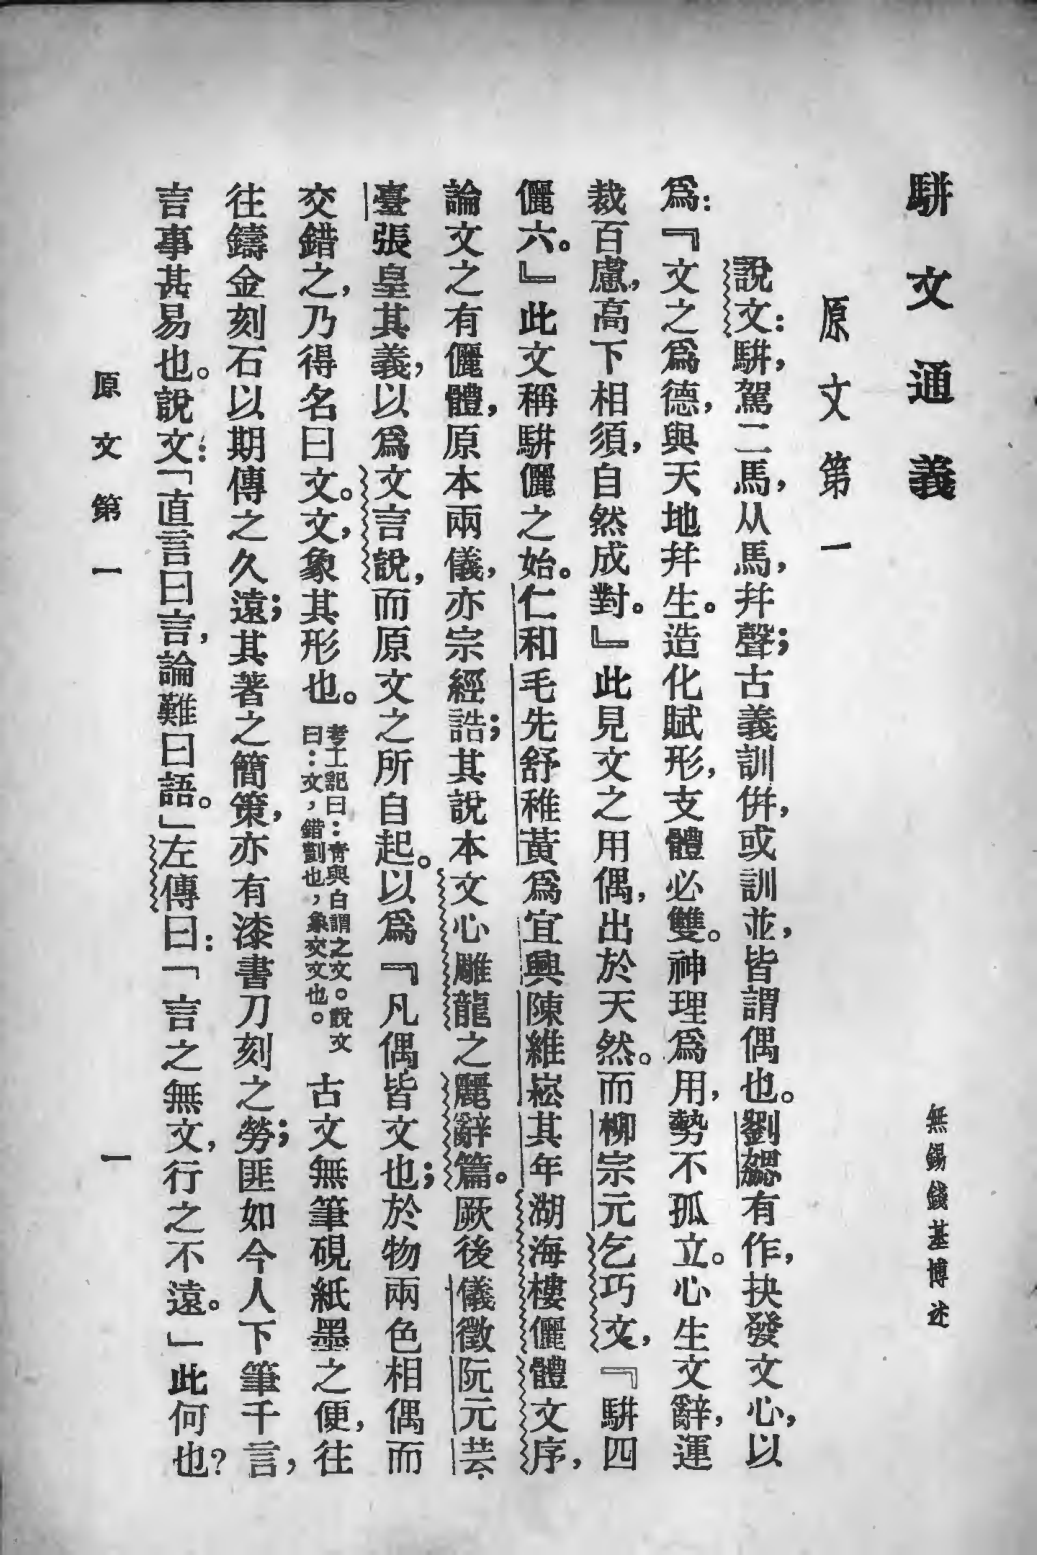 駢文通義
無錫錢基博述
原文第一
說文：駢，駕二馬，从馬，幷聲；古義訓倂，或訓並，皆謂偶也。劉勰有作，抉發文心，以
爲：『文之爲德，與天地幷生。造化賦形，支體必雙。神理爲用，勢不孤立。心生文辭，運
裁百慮，高下相須，自然成對。』此見文之用偶，出於天然。而柳宗元乞巧文，『駢四
儷六。』此文稱駢儷之始。仁和毛先舒稚黃爲宜興陳維崧其年湖海樓儷體文序，
論文之有儷體，原本兩儀，亦宗經誥；其說本文心雕龍之麗辭篇。厥後儀徵阮元芸
臺張皇其義，以爲文言說，而原文之所自起。以爲『凡偶皆文也；於物兩色相偶而
交錯之，乃得名曰文。文，象其形也。考工記曰：靑與白謂之文。說文曰：文，錯劃也，象交文也。古文無筆硯紙墨之便，往
往鑄金刻石以期傳之久遠；其著之簡策，亦有漆書刀刻之勞；匪如今人下筆千言，
言事甚易也。說文：「直言曰言，論難曰語。」左傳曰：「言之無文，行之不遠。」此何也？
原文第一
一